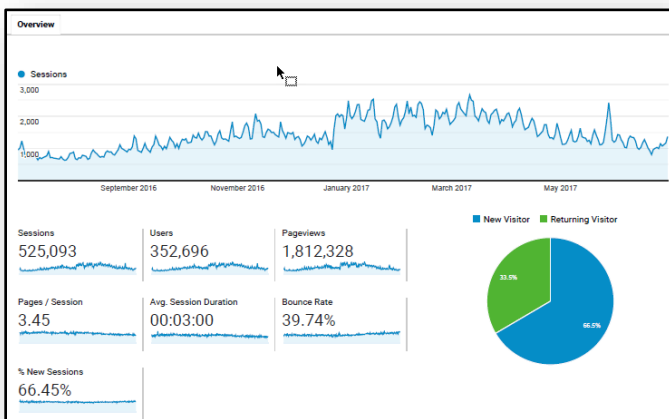 Overview
Sessions
3,000
2,000
1,000
September 2016 November 2016 January 2017 March 2017 May 2017
New Visitor Returning Visitor
Sessions Users Pageviews
525,093 352,696 1,812,328
33.5%
66.5%
Pages / Session Avg. Session Duration Bounce Rate
3.45 00:03:00 39.74%
% New Sessions
66.45%